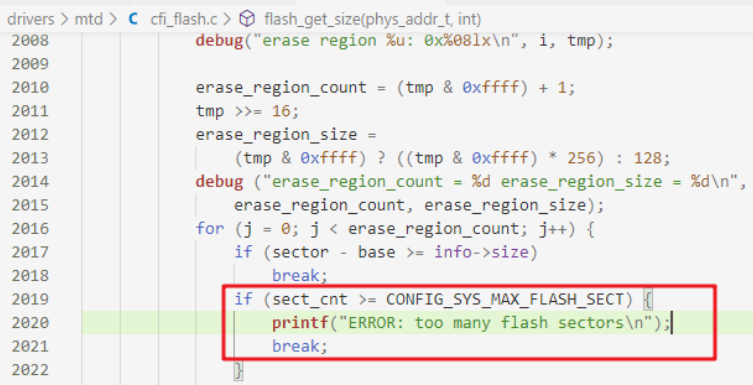 drivers > mtd > C cfi_flash.c > flash_get_size(phys_addr_t, int)
2008 debug("erase region %u: 0x%08lx\n", i, tmp);
2009
2010 erase_region_count = (tmp & 0xffff) + 1;
2011 tmp >>= 16;
2012 erase_region_size =
2013 (tmp & 0xffff) ? ((tmp & 0xffff) * 256) : 128;
2014 debug ("erase_region_count = %d erase_region_size = %d\n",
2015 erase_region_count, erase_region_size);
2016 for (j = 0; j < erase_region_count; j++) {
2017 if (sector - base >= info->size)
2018 break;
2019 if (sect_cnt >= CONFIG_SYS_MAX_FLASH_SECT) {
2020 printf("ERROR: too many flash sectors\n");
2021 break;
2022 }